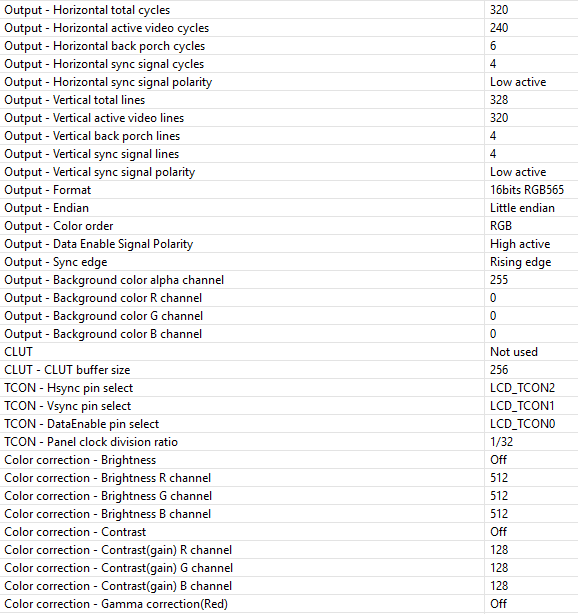 Output - Horizontal total cycles 320
Output - Horizontal active video cycles 240
Output - Horizontal back porch cycles 6
Output - Horizontal sync signal cycles 4
Output - Horizontal sync signal polarity Low active
Output - Vertical total lines 328
Output - Vertical active video lines 320
Output - Vertical back porch lines 4
Output - Vertical sync signal lines 4
Output - Vertical sync signal polarity Low active
Output - Format 16bits RGB565
Output - Endian Little endian
Output - Color order RGB
Output - Data Enable Signal Polarity High active
Output - Sync edge Rising edge
Output - Background color alpha channel 255
Output - Background color R channel 0
Output - Background color G channel 0
Output - Background color B channel 0
CLUT Not used
CLUT - CLUT buffer size 256
TCON - Hsync pin select LCD_TCON2
TCON - Vsync pin select LCD_TCON1
TCON - DataEnable pin select LCD_TCON0
TCON - Panel clock division ratio 1/32
Color correction - Brightness Off
Color correction - Brightness R channel 512
Color correction - Brightness G channel 512
Color correction - Brightness B channel 512
Color correction - Contrast Off
Color correction - Contrast(gain) R channel 128
Color correction - Contrast(gain) G channel 128
Color correction - Contrast(gain) B channel 128
Color correction - Gamma correction(Red) Off